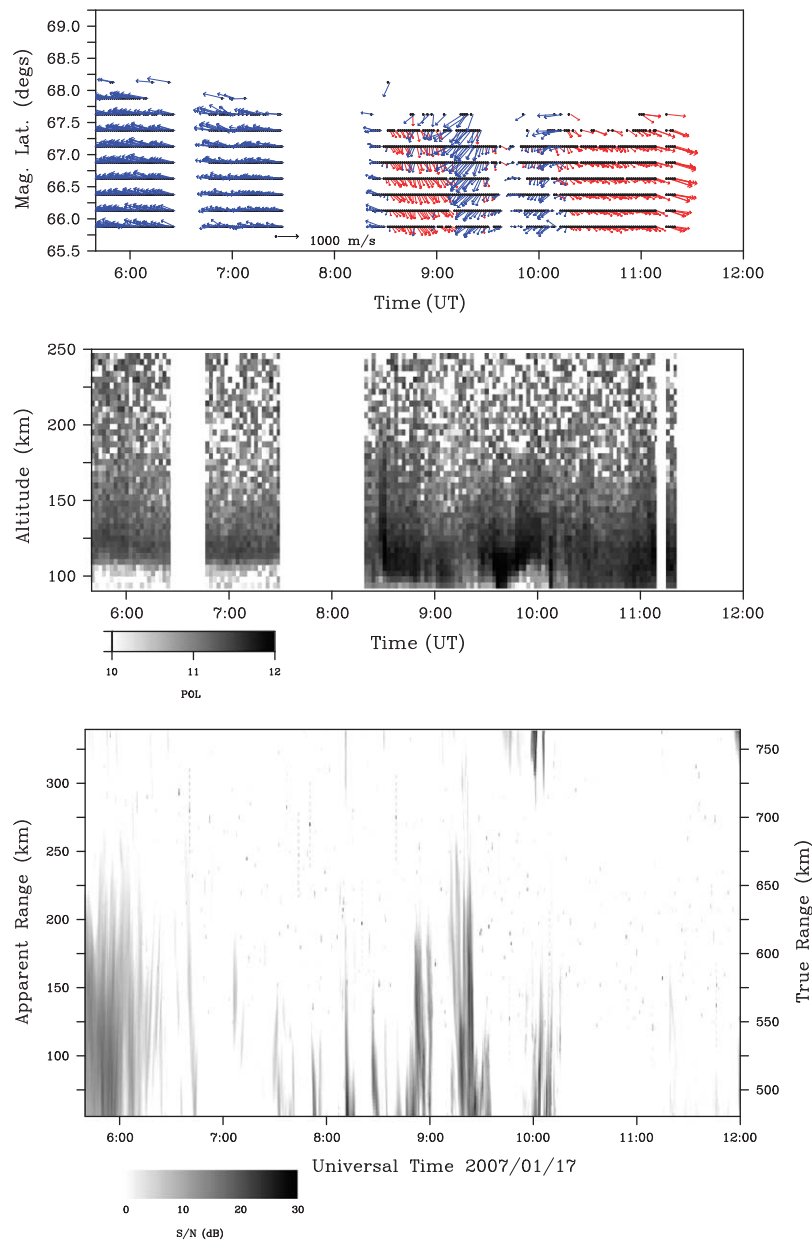 69.0
68.5
68.0
67.5
67.0
66.5
66.0
65.5
Mag. Lat. (degs)
1000 m/s
6:00 7:00 8:00 9:00 10:00 11:00 12:00
Time (UT)
250
200
150
100
Altitude (km)
6:00 7:00 8:00 9:00 10:00 11:00 12:00
Time (UT)
10 11 12
POL
300
250
200
150
100
Apparent Range (km)
750
700
650
600
550
500
True Range (km)
6:00 7:00 8:00 9:00 10:00 11:00 12:00
Universal Time 2007/01/17
0 10 20 30
S/N (dB)